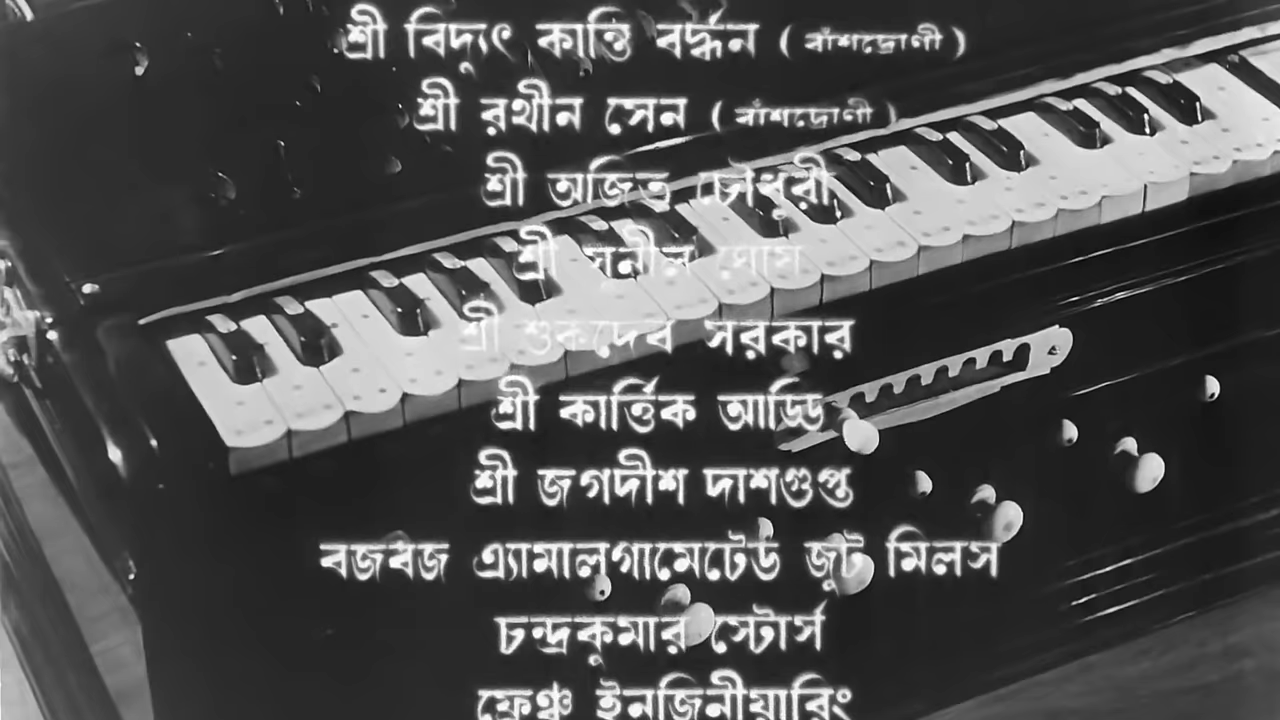 শ্রী বিদ্যুৎ কান্তি বর্দ্ধন ( বাঁশদ্রোণী )
শ্রী রথীন সেন ( বাঁশদ্রোণী )
শ্রী অজিত চৌধুরী
শ্রী সুনীল ঘোষ
শ্রী শুকদেব সরকার
শ্রী কার্ত্তিক আড্ডি
শ্রী জগদীশ দাশগুপ্ত
বজবজ এ্যামালগামেটেড জুট মিলস
চন্দ্রকুমার স্টোর্স
ফ্রেঞ্চ ইনজিনীয়ারিং